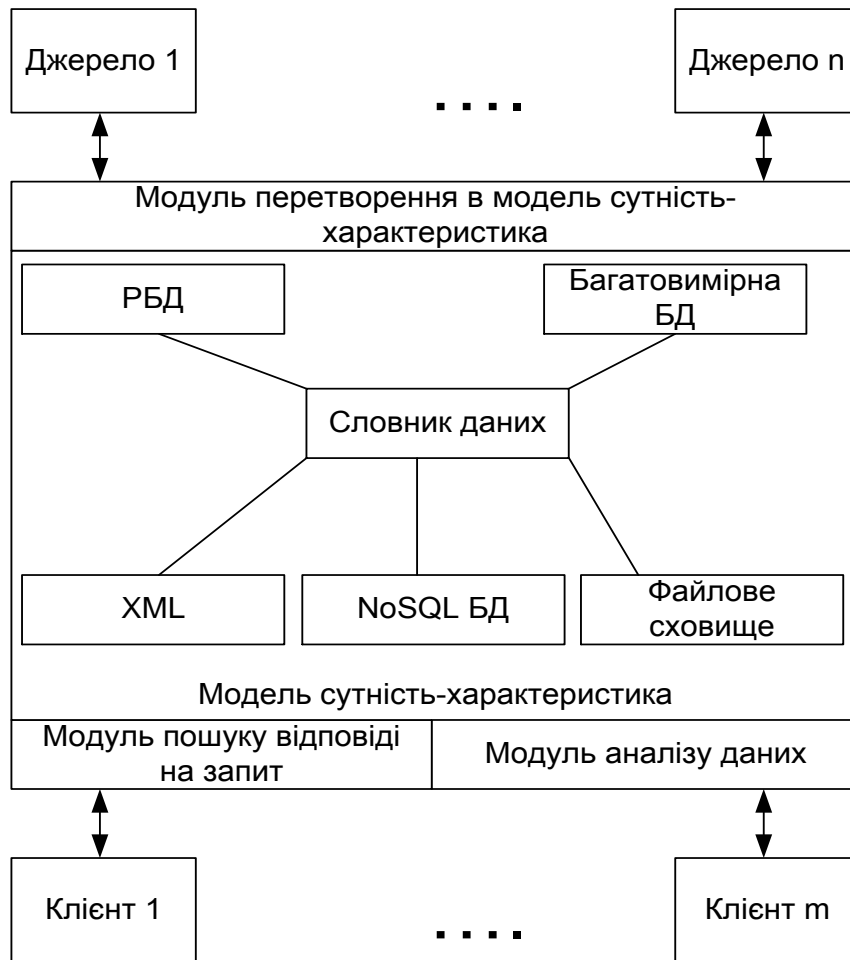 Джерело 1
Джерело n
. . . .
Модуль перетворення в модель сутність-
характеристика
РБД
Багатовимірна
БД
Словник даних
XML
NoSQL БД
Файлове
сховище
Модель сутність-характеристика
Модуль пошуку відповіді
на запит
Модуль аналізу даних
Клієнт 1
Клієнт m
. . . .